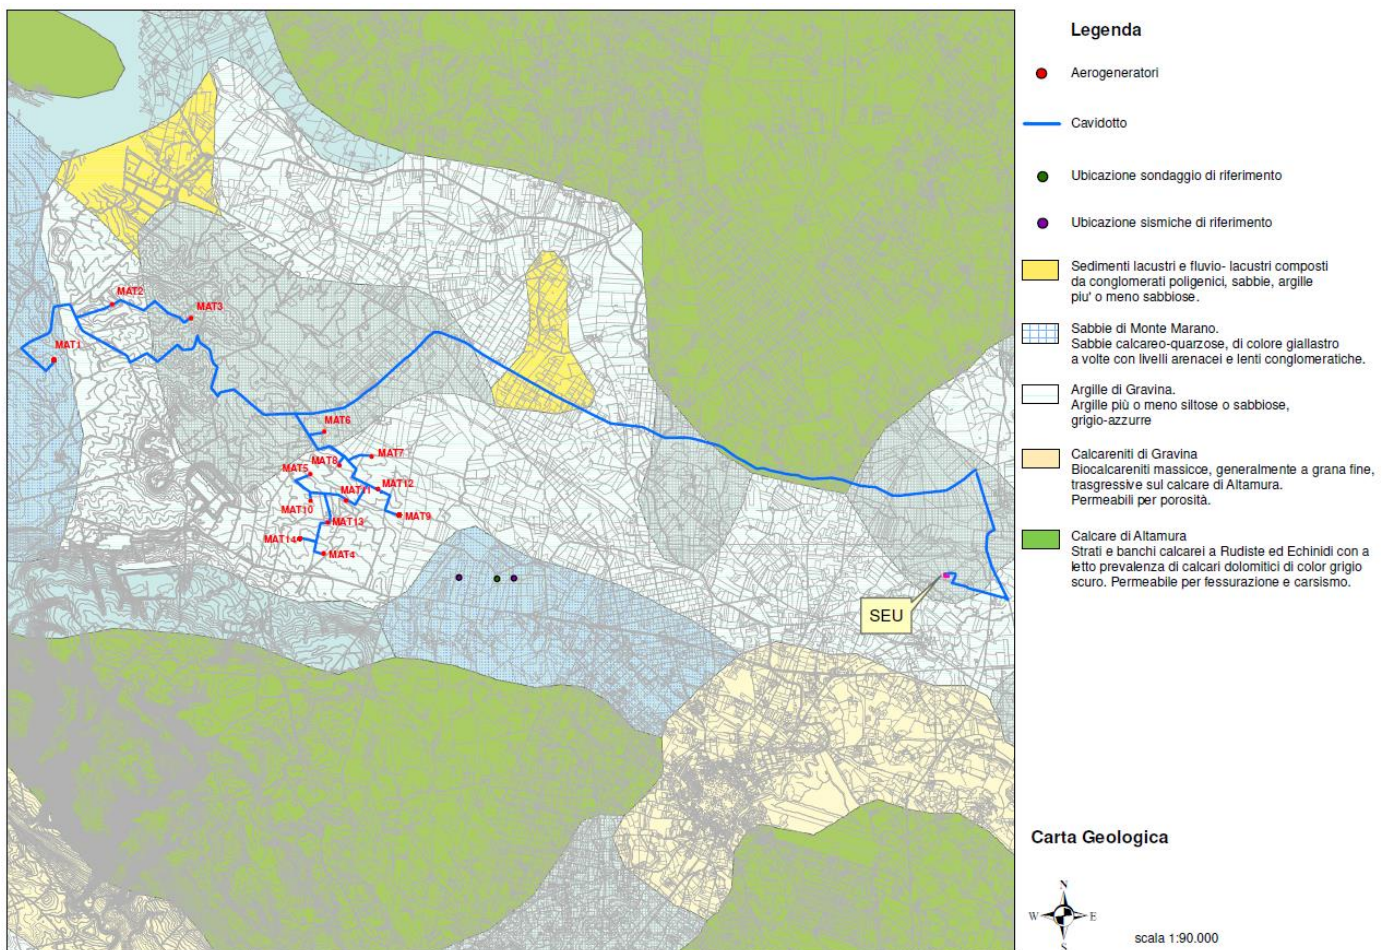 MAT2
MAT3
MAT1
MAT6
MAT7
MAT8
MAT5
MAT12
MAT11
MAT10
MAT9
MAT13
MAT14
MAT4
SEU
Legenda
Aerogeneratori
Cavidotto
Ubicazione sondaggio di riferimento
Ubicazione sismiche di riferimento
Sedimenti lacustri e fluvio- lacustri composti
da conglomerati poligenici, sabbie, argille
piu' o meno sabbiose.
Sabbie di Monte Marano.
Sabbie calcareo-quarzose, di colore giallastro
a volte con livelli arenacei e lenti conglomeratiche.
Argille di Gravina.
Argille più o meno siltose o sabbiose,
grigio-azzurre
Calcareniti di Gravina
Biocalcareniti massicce, generalmente a grana fine,
trasgressive sul calcare di Altamura.
Permeabili per porosità.
Calcare di Altamura
Strati e banchi calcarei a Rudiste ed Echinidi con a
letto prevalenza di calcari dolomitici di color grigio
scuro. Permeabile per fessurazione e carsismo.
Carta Geologica
N
W E
S
scala 1:90.000